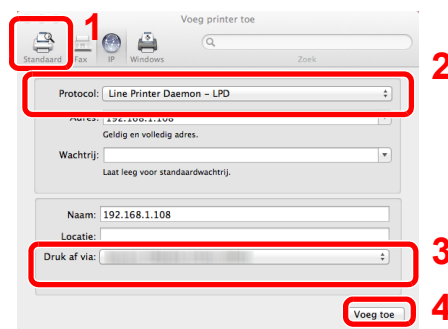 Voeg printer toe
1
Standaard Fax IP Windows Zoek
2
Protocol: Line Printer Daemon – LPD
Adres: 192.168.1.108
Geldig en volledig adres.
Wachtrij:
Laat leeg voor standaardwachtrij.
Naam: 192.168.1.108
Locatie:
3
Druk af via:
4
Voeg toe